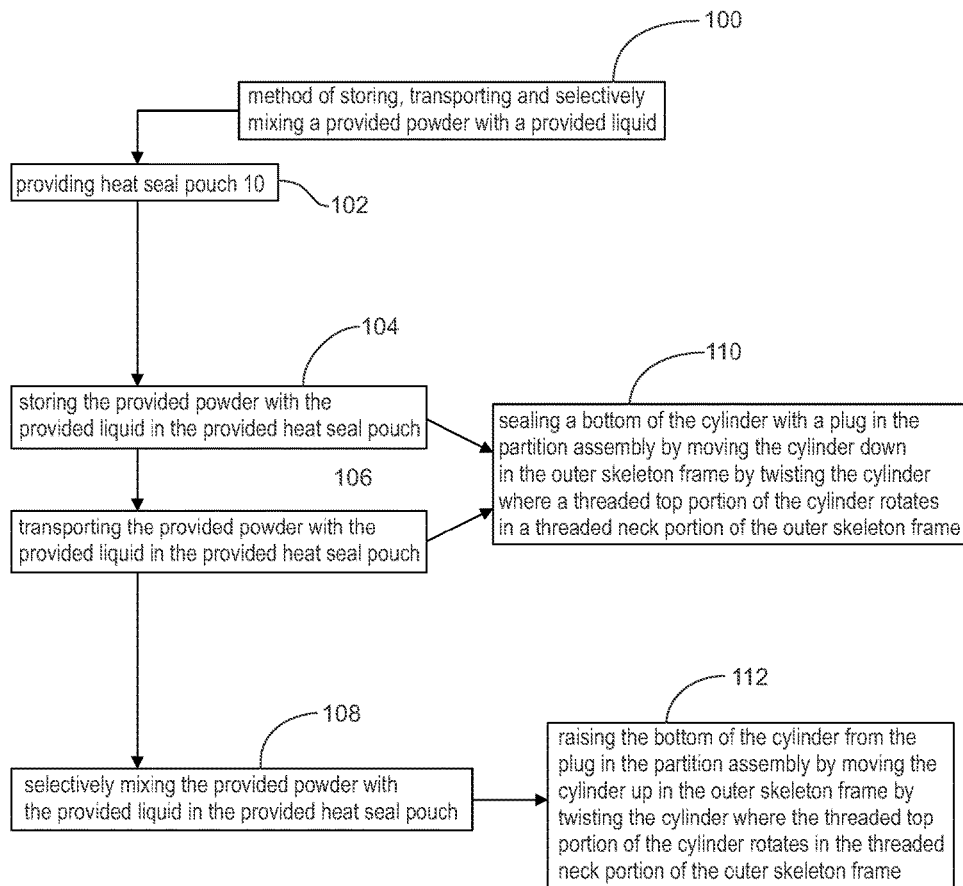 100
method of storing, transporting and selectively
mixing a provided powder with a provided liquid
providing heat seal pouch 10
102
104
storing the provided powder with the
provided liquid in the provided heat seal pouch
110
sealing a bottom of the cylinder with a plug in the
partition assembly by moving the cylinder down
in the outer skeleton frame by twisting the cylinder
where a threaded top portion of the cylinder rotates
in a threaded neck portion of the outer skeleton frame
106
transporting the provided powder with the
provided liquid in the provided heat seal pouch
108
selectively mixing the provided powder with
the provided liquid in the provided heat seal pouch
112
raising the bottom of the cylinder from the
plug in the partition assembly by moving the
cylinder up in the outer skeleton frame by
twisting the cylinder where the threaded top
portion of the cylinder rotates in the threaded
neck portion of the outer skeleton frame